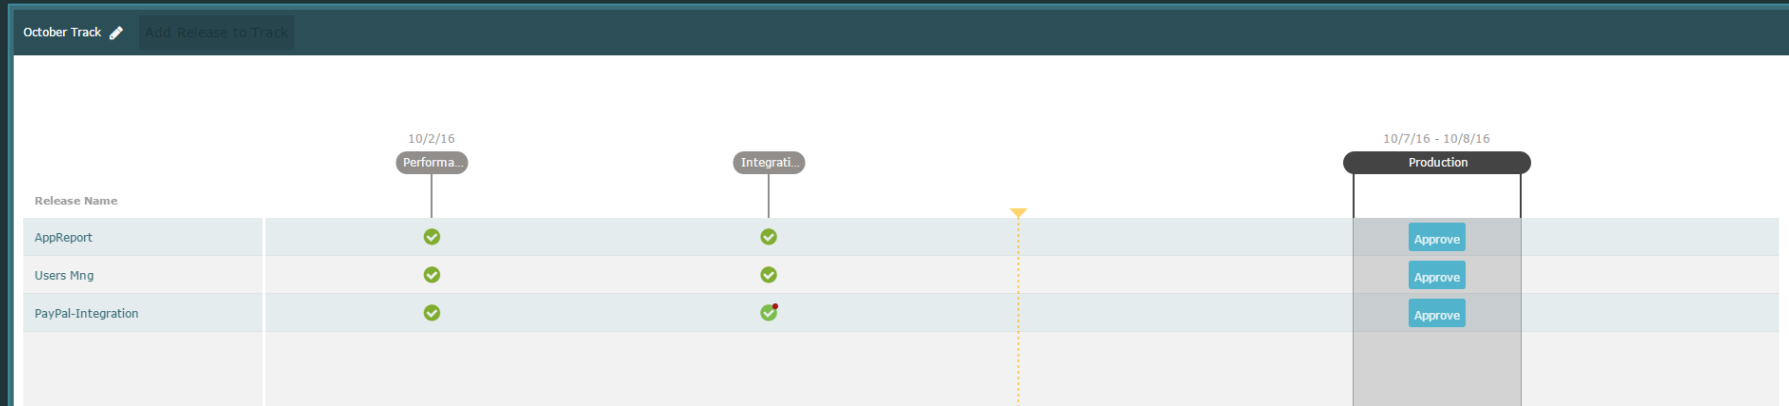 October Track
Add Release to Track
10/2/16
10/7/16 - 10/8/16
Performa...
Integrati...
Production
Release Name
AppReport
Approve
Users Mng
Approve
PayPal-Integration
Approve